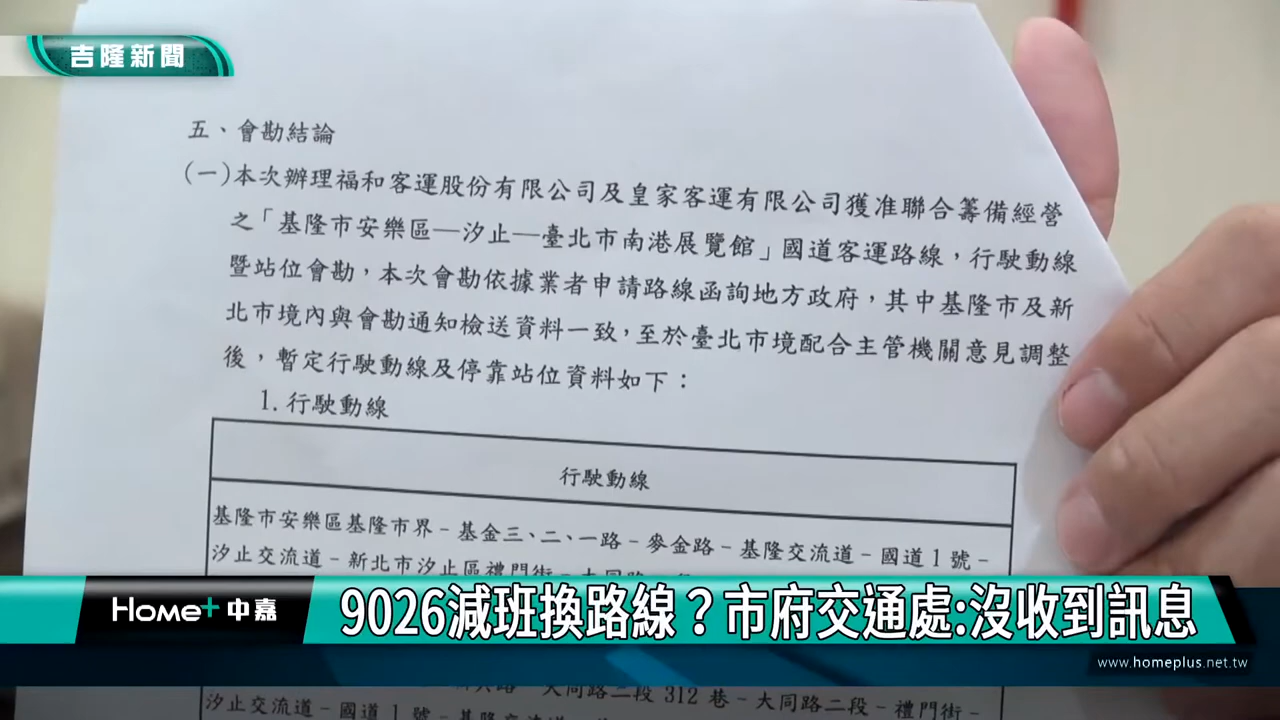 吉隆新聞
五、會勘結論
(一)本次辦理福和客運股份有限公司及皇家客運有限公司獲准聯合籌備經營
之「基隆市安樂區—汐止—臺北市南港展覽館」國道客運路線，行駛動線
暨站位會勘，本次會勘依據業者申請路線函詢地方政府，其中基隆市及新
北市境內與會勘通知檢送資料一致，至於臺北市境配合主管機關意見調整
後，暫定行駛動線及停靠站位資料如下：
1. 行駛動線
行駛動線
基隆市安樂區基隆市界－基金三、二、一路－麥金路－基隆交流道－國道1號－
汐止交流道－新北市汐止區禮門街－大同路
Home+中嘉
9026減班換路線？市府交通處:沒收到訊息
www.homeplus.net.tw
大同路二段 312 巷－大同路二段－禮門街－
汐止交流道－國道1號－基隆交流道－